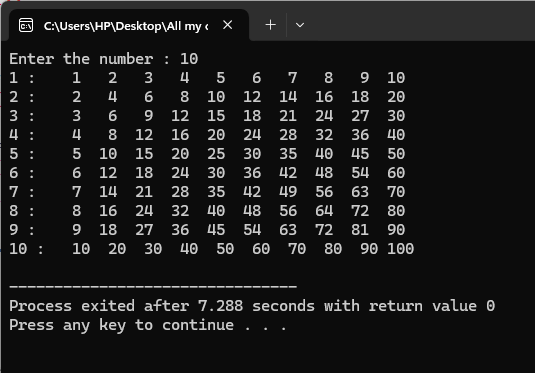 C:\Users\HP\Desktop\All my c
Enter the number : 10
1 :    1   2   3   4   5   6   7   8   9  10
2 :    2   4   6   8  10  12  14  16  18  20
3 :    3   6   9  12  15  18  21  24  27  30
4 :    4   8  12  16  20  24  28  32  36  40
5 :    5  10  15  20  25  30  35  40  45  50
6 :    6  12  18  24  30  36  42  48  54  60
7 :    7  14  21  28  35  42  49  56  63  70
8 :    8  16  24  32  40  48  56  64  72  80
9 :    9  18  27  36  45  54  63  72  81  90
10 :   10  20  30  40  50  60  70  80  90 100
--------------------------------
Process exited after 7.288 seconds with return value 0
Press any key to continue . . .